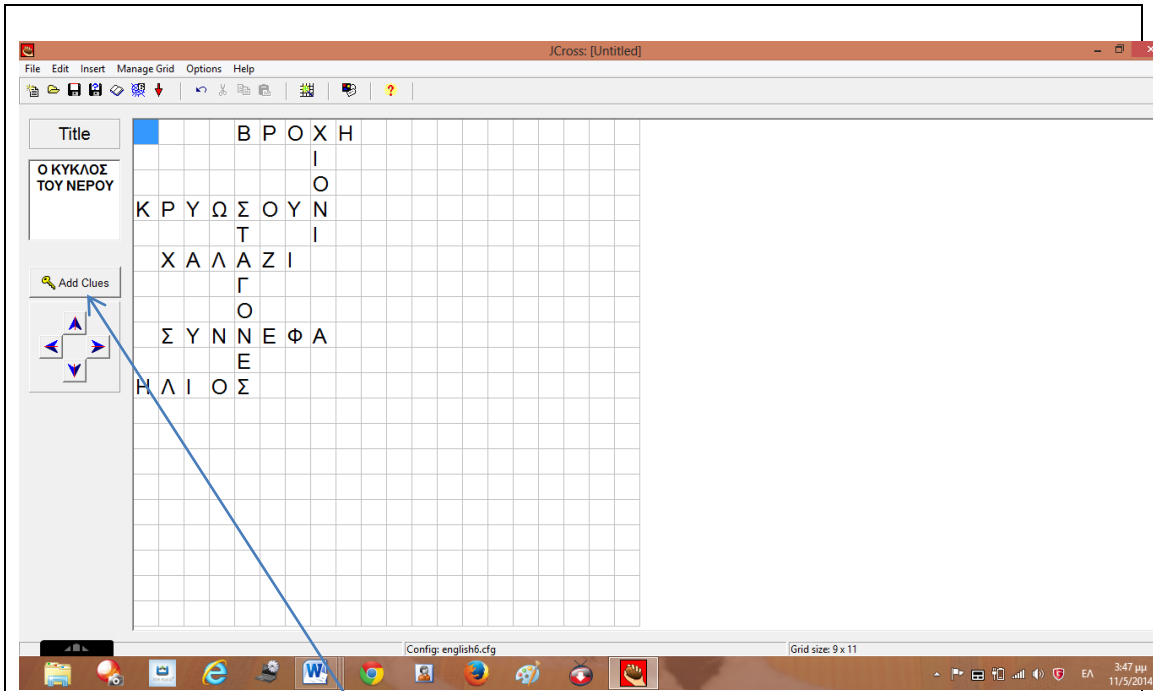 JCross: [Untitled]
File Edit Insert Manage Grid Options Help
Title
Ο ΚΥΚΛΟΣ
ΤΟΥ ΝΕΡΟΥ
Add Clues
Β Ρ Ο Χ Η
Ι
Ο
Κ Ρ Υ Ω Σ Ο Υ Ν
Τ Ι
Χ Α Λ Α Ζ Ι
Γ
Ο
Σ Υ Ν Ν Ε Φ Α
Ε
Η Λ Ι Ο Σ
Config: english6.cfg
Grid size: 9 x 11
ΕΛ
3:47 μμ
11/5/2014